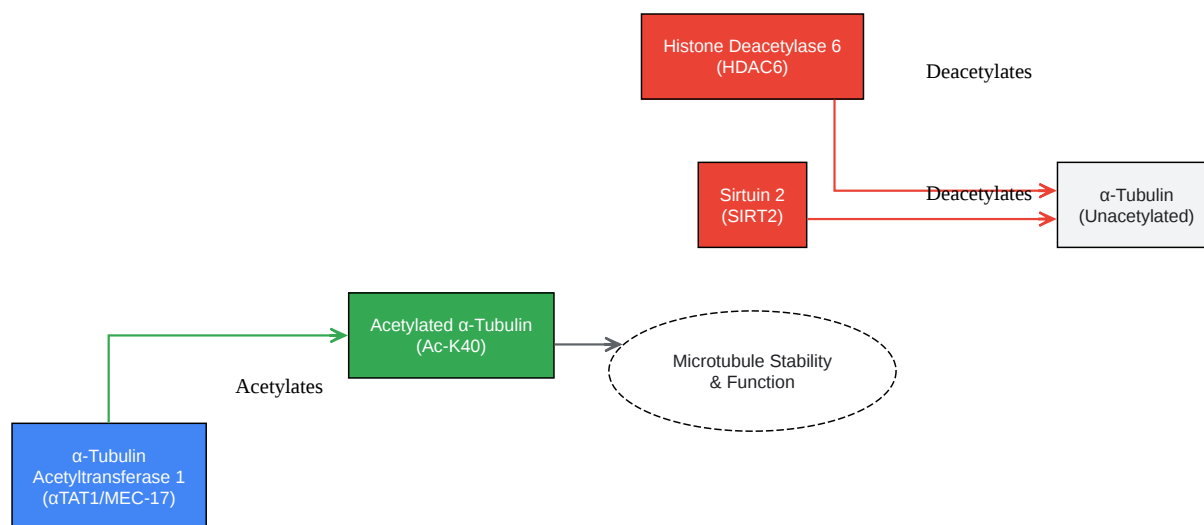 Histone Deacetylase 6
(HDAC6)
Deacetylates
Sirtuin 2
(SIRT2)
Deacetylates
α-Tubulin
(Unacetylated)
Acetylated α-Tubulin
(Ac-K40)
Microtubule Stability
& Function
Acetylates
α-Tubulin
Acetyltransferase 1
(αTAT1/MEC-17)